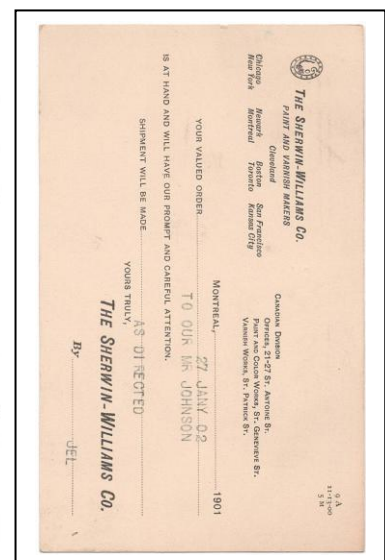 9 A
11-13-00
5 M
THE SHERWIN-WILLIAMS CO.
PAINT AND VARNISH MAKERS
Cleveland
Chicago Newark Boston San Francisco
New York Montreal Toronto Kansas City
CANADIAN DIVISION
OFFICES, 21-27 ST. ANTOINE ST.
PAINT AND COLOR WORKS, ST. GENEVIEVE ST.
VARNISH WORKS, ST. PATRICK ST.
MONTREAL, 27 JANY 02 1901
YOUR VALUED ORDER TO OUR MR JOHNSON
IS AT HAND AND WILL HAVE OUR PROMPT AND CAREFUL ATTENTION.
SHIPMENT WILL BE MADE AS DIRECTED
YOURS TRULY,
THE SHERWIN-WILLIAMS CO.
By JEL